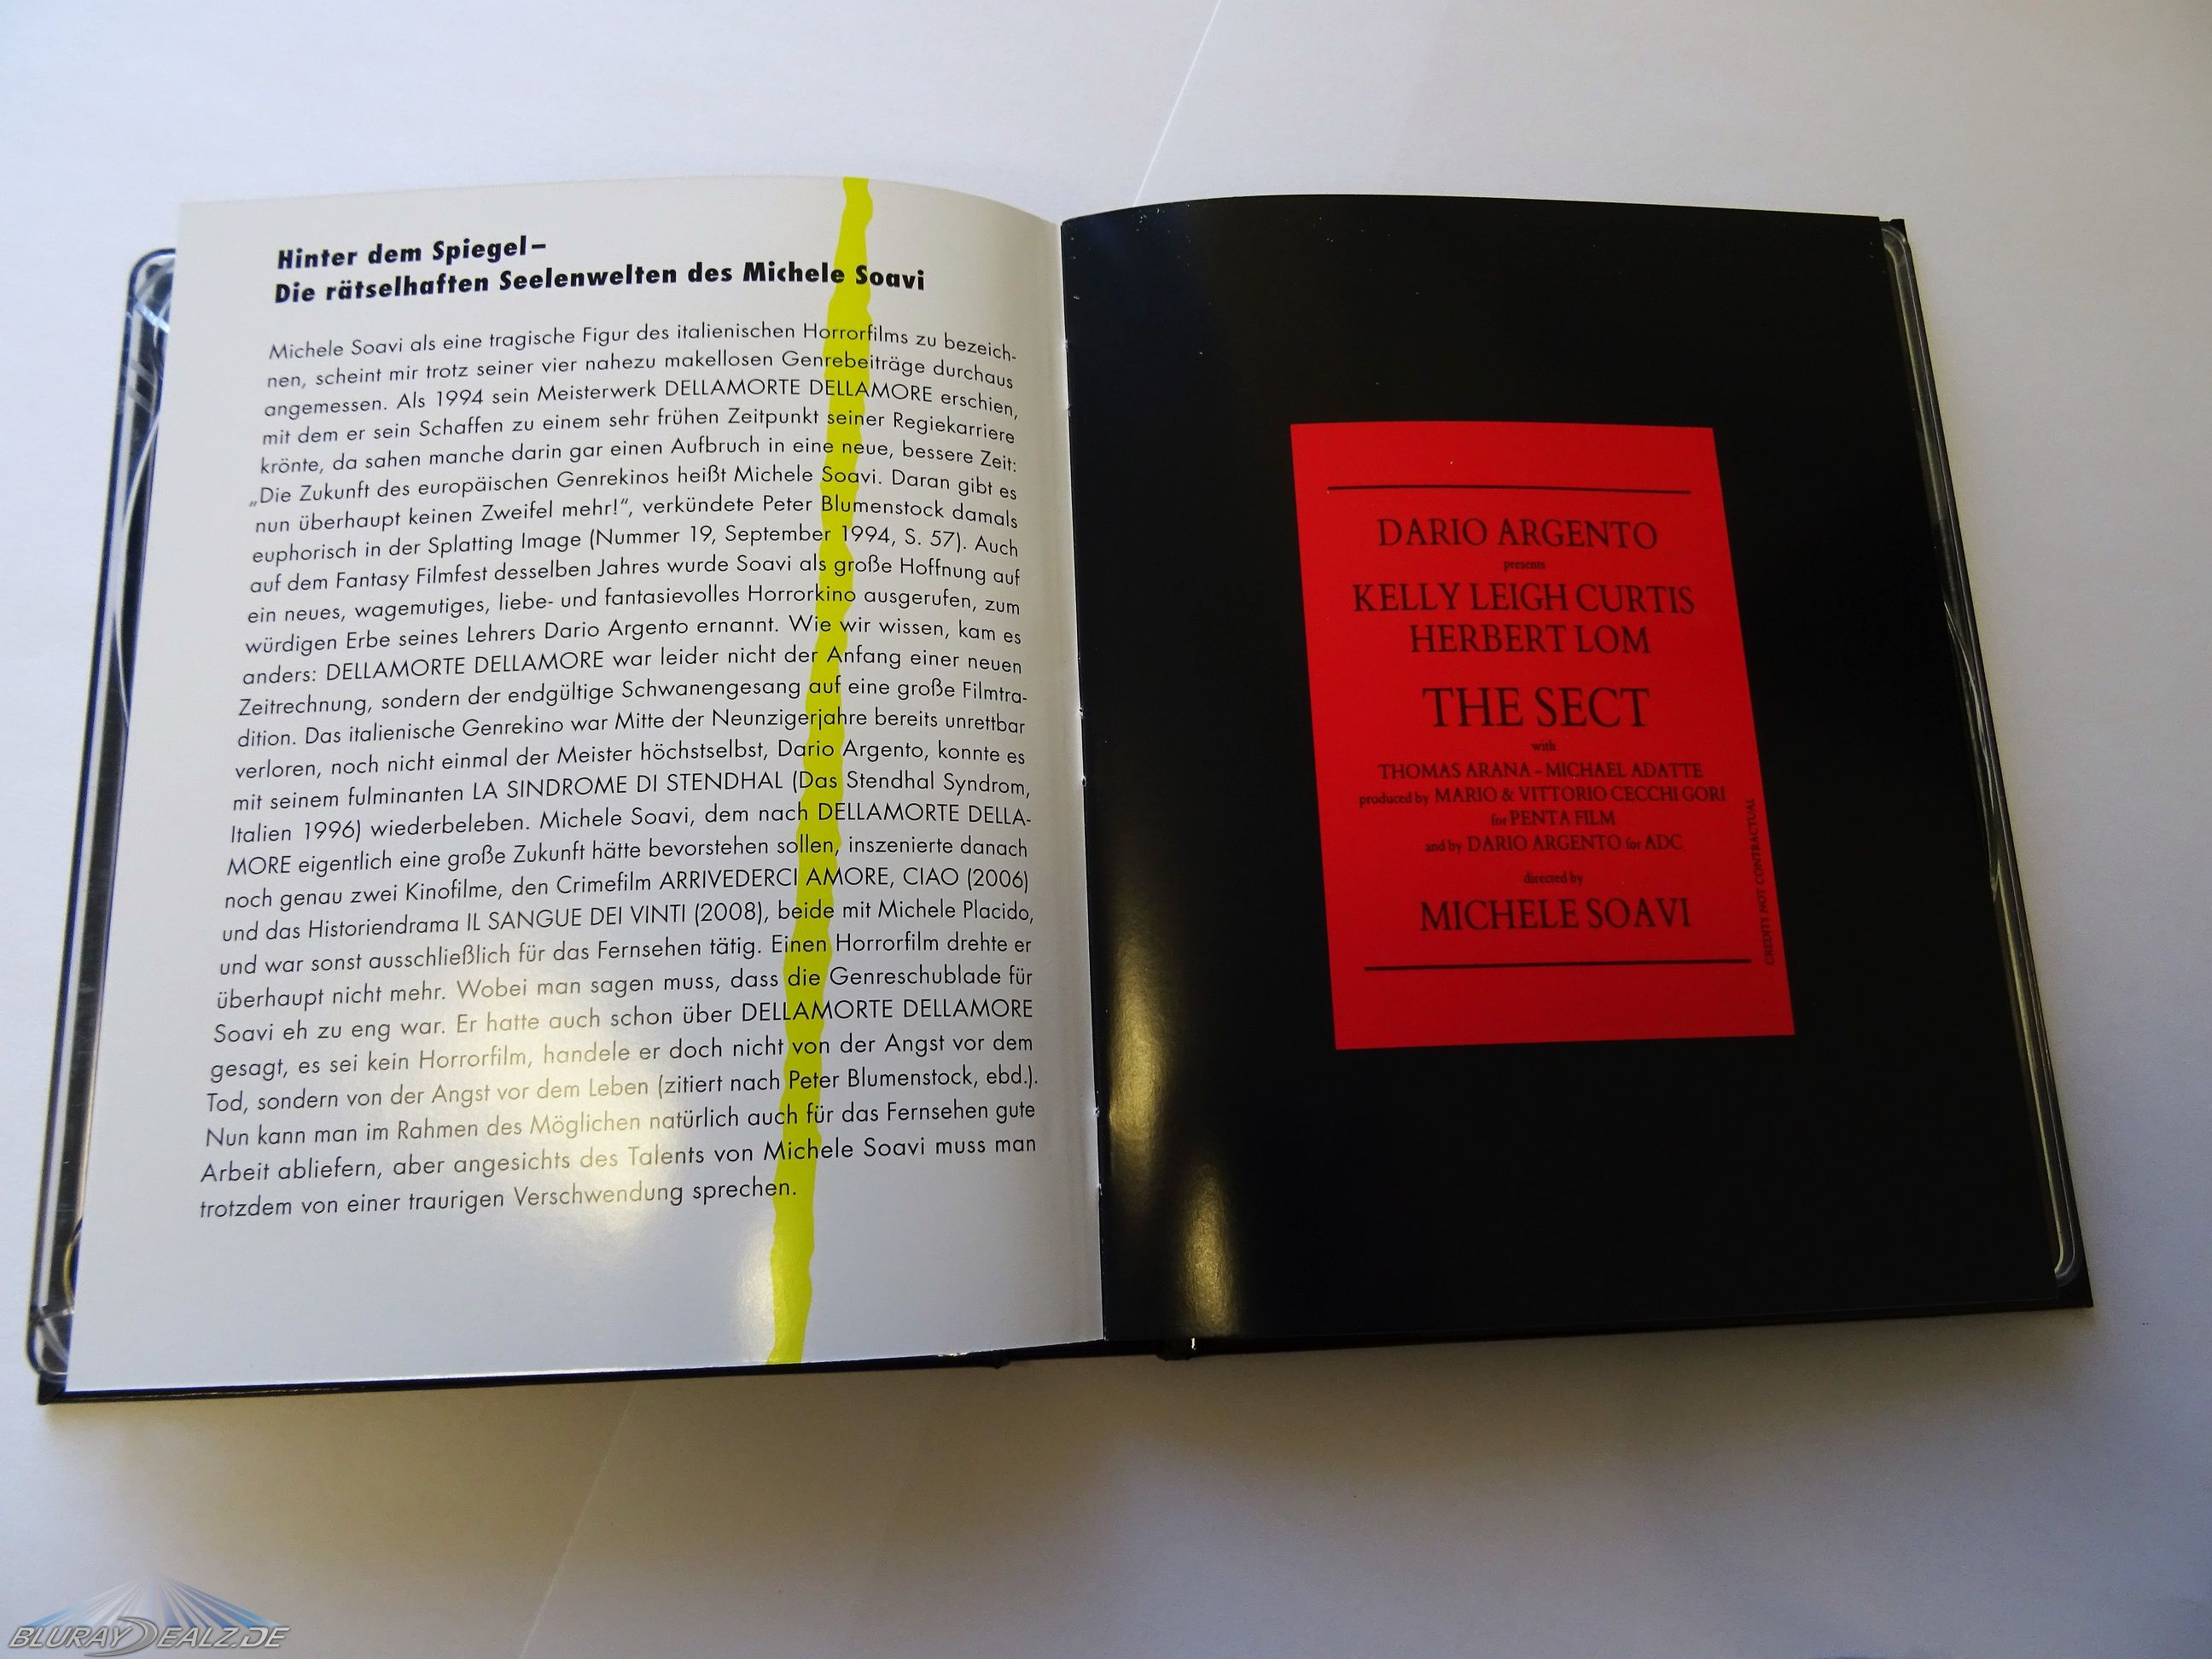 Hinter dem Spiegel –
Die rätselhaften Seelenwelten des Michele Soavi
Michele Soavi als eine tragische Figur des italienischen Horrorfilms zu bezeich-
nen, scheint mir trotz seiner vier nahezu makellosen Genrebeiträge durchaus
angemessen. Als 1994 sein Meisterwerk DELLAMORTE DELLAMORE erschien,
mit dem er sein Schaffen zu einem sehr frühen Zeitpunkt seiner Regiekarriere
krönte, da sahen manche darin gar einen Aufbruch in eine neue, bessere Zeit:
„Die Zukunft des europäischen Genrekinos heißt Michele Soavi. Daran gibt es
nun überhaupt keinen Zweifel mehr!“, verkündete Peter Blumenstock damals
euphorisch in der Splatting Image (Nummer 19, September 1994, S. 57). Auch
auf dem Fantasy Filmfest desselben Jahres wurde Soavi als große Hoffnung auf
ein neues, wagemutiges, liebe- und fantasievolles Horrorkino ausgerufen, zum
würdigen Erbe seines Lehrers Dario Argento ernannt. Wie wir wissen, kam es
anders: DELLAMORTE DELLAMORE war leider nicht der Anfang einer neuen
Zeitrechnung, sondern der endgültige Schwanengesang auf eine große Filmtra-
dition. Das italienische Genrekino war Mitte der Neunzigerjahre bereits unrettbar
verloren, noch nicht einmal der Meister höchstselbst, Dario Argento, konnte es
mit seinem fulminanten LA SINDROME DI STENDHAL (Das Stendhal Syndrom,
Italien 1996) wiederbeleben. Michele Soavi, dem nach DELLAMORTE DELLA-
MORE eigentlich eine große Zukunft hätte bevorstehen sollen, inszenierte danach
noch genau zwei Kinofilme, den Crimefilm ARRIVEDERCI AMORE, CIAO (2006)
und das Historiendrama IL SANGUE DEI VINTI (2008), beide mit Michele Placido,
und war sonst ausschließlich für das Fernsehen tätig. Einen Horrorfilm drehte er
überhaupt nicht mehr. Wobei man sagen muss, dass die Genreschublade für
Soavi eh zu eng war. Er hatte auch schon über DELLAMORTE DELLAMORE
gesagt, es sei kein Horrorfilm, handele er doch nicht von der Angst vor dem
Tod, sondern von der Angst vor dem Leben (zitiert nach Peter Blumenstock, ebd.).
Nun kann man im Rahmen des Möglichen natürlich auch für das Fernsehen gute
Arbeit abliefern, aber angesichts des Talents von Michele Soavi muss man
trotzdem von einer traurigen Verschwendung sprechen.
DARIO ARGENTO
presents
KELLY LEIGH CURTIS
HERBERT LOM
THE SECT
with
THOMAS ARANA - MICHAEL ADATTE
produced by MARIO & VITTORIO CECCHI GORI
for PENTA FILM
and by DARIO ARGENTO for ADC
directed by
MICHELE SOAVI
CREDITS NOT CONTRACTUAL
BLURAYDEALZ.DE